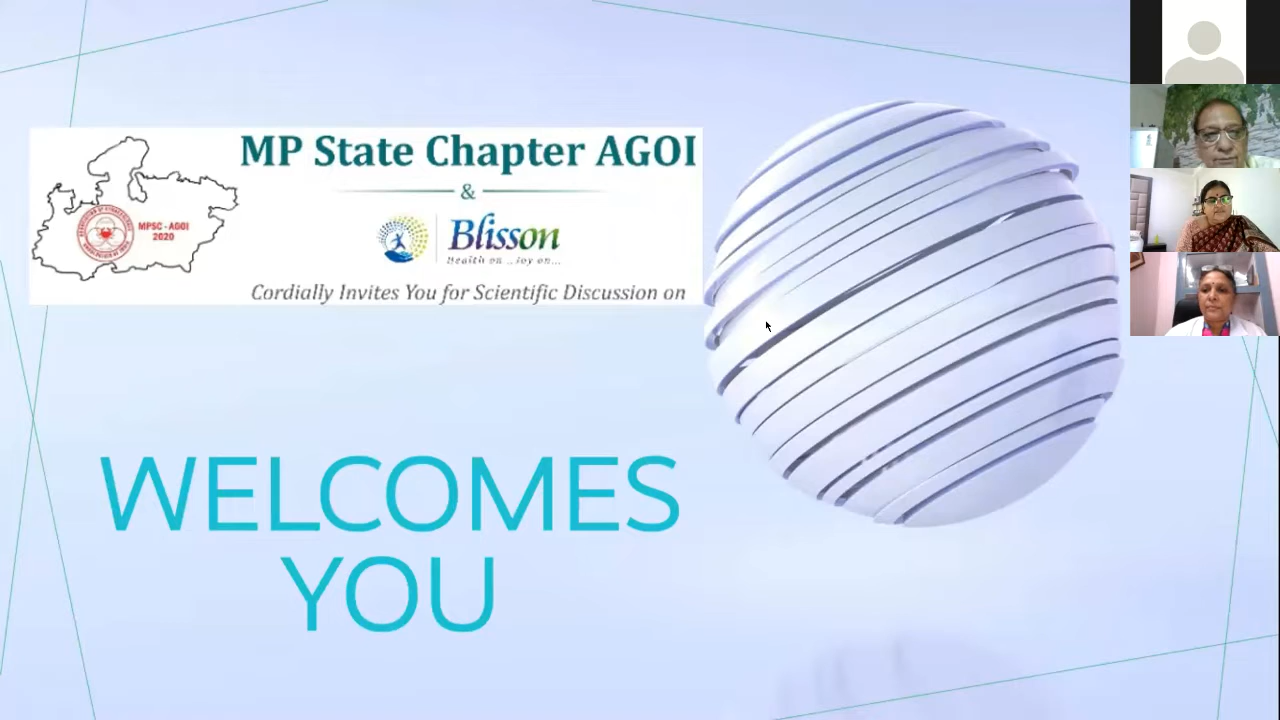 MP State Chapter AGOI
&
MPSC - AGOI
2020
Blisson
Health on ... Joy on...
Cordially Invites You for Scientific Discussion on
WELCOMES
YOU